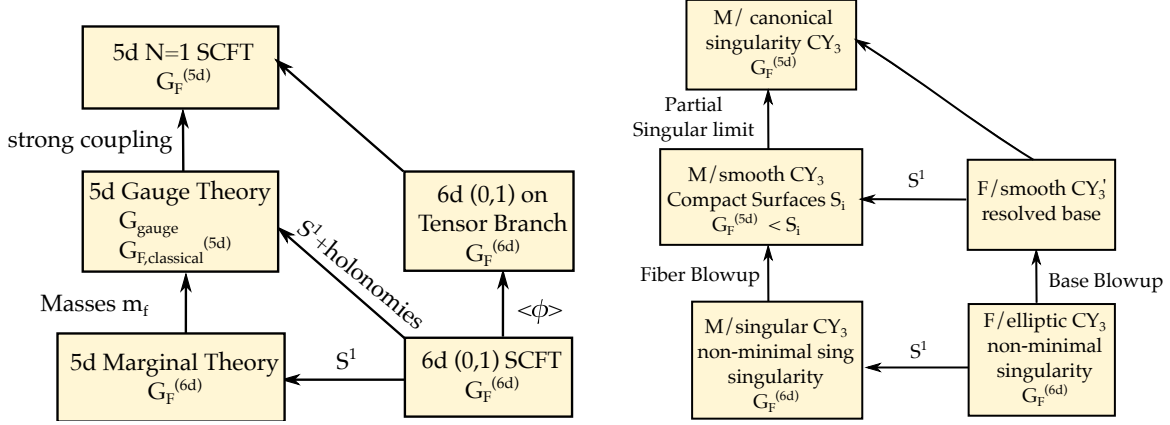 5d N=1 SCFT
G_F^(5d)
strong coupling
5d Gauge Theory
G_gauge
G_F,classical^(5d)
6d (0,1) on
Tensor Branch
G_F^(6d)
S^1+holonomies
Masses m_f
<ϕ>
5d Marginal Theory
G_F^(6d)
S^1
6d (0,1) SCFT
G_F^(6d)
M/ canonical
singularity CY_3
G_F^(5d)
Partial
Singular limit
M/smooth CY_3
Compact Surfaces S_i
G_F^(5d) < S_i
S^1
F/smooth CY_3'
resolved base
Fiber Blowup
Base Blowup
M/singular CY_3
non-minimal sing
singularity
G_F^(6d)
S^1
F/elliptic CY_3
non-minimal
singularity
G_F^(6d)